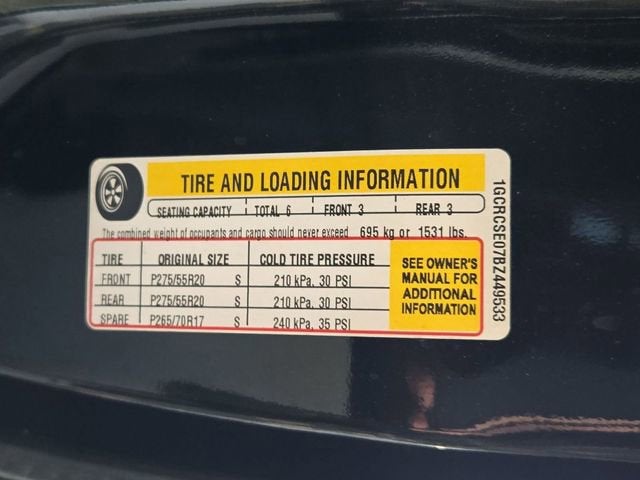 TIRE AND LOADING INFORMATION
SEATING CAPACITY TOTAL 6 FRONT 3 REAR 3
The combined weight of occupants and cargo should never exceed 695 kg or 1531 lbs.
TIRE ORIGINAL SIZE COLD TIRE PRESSURE
FRONT P275/55R20 S 210 kPa, 30 PSI
REAR P275/55R20 S 210 kPa, 30 PSI
SPARE P265/70R17 S 240 kPa, 35 PSI
SEE OWNER'S
MANUAL FOR
ADDITIONAL
INFORMATION
1GCRCSE07BZ449533